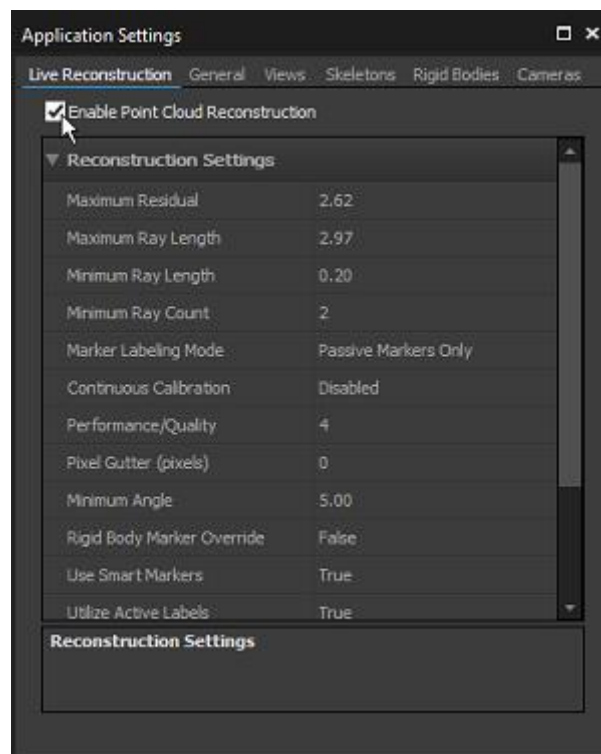 Application Settings
Live Reconstruction General Views Skeletons Rigid Bodies Cameras
Enable Point Cloud Reconstruction
Reconstruction Settings
Maximum Residual 2.62
Maximum Ray Length 2.97
Minimum Ray Length 0.20
Minimum Ray Count 2
Marker Labeling Mode Passive Markers Only
Continuous Calibration Disabled
Performance/Quality 4
Pixel Gutter (pixels) 0
Minimum Angle 5.00
Rigid Body Marker Override False
Use Smart Markers True
Utilize Active Labels True
Reconstruction Settings